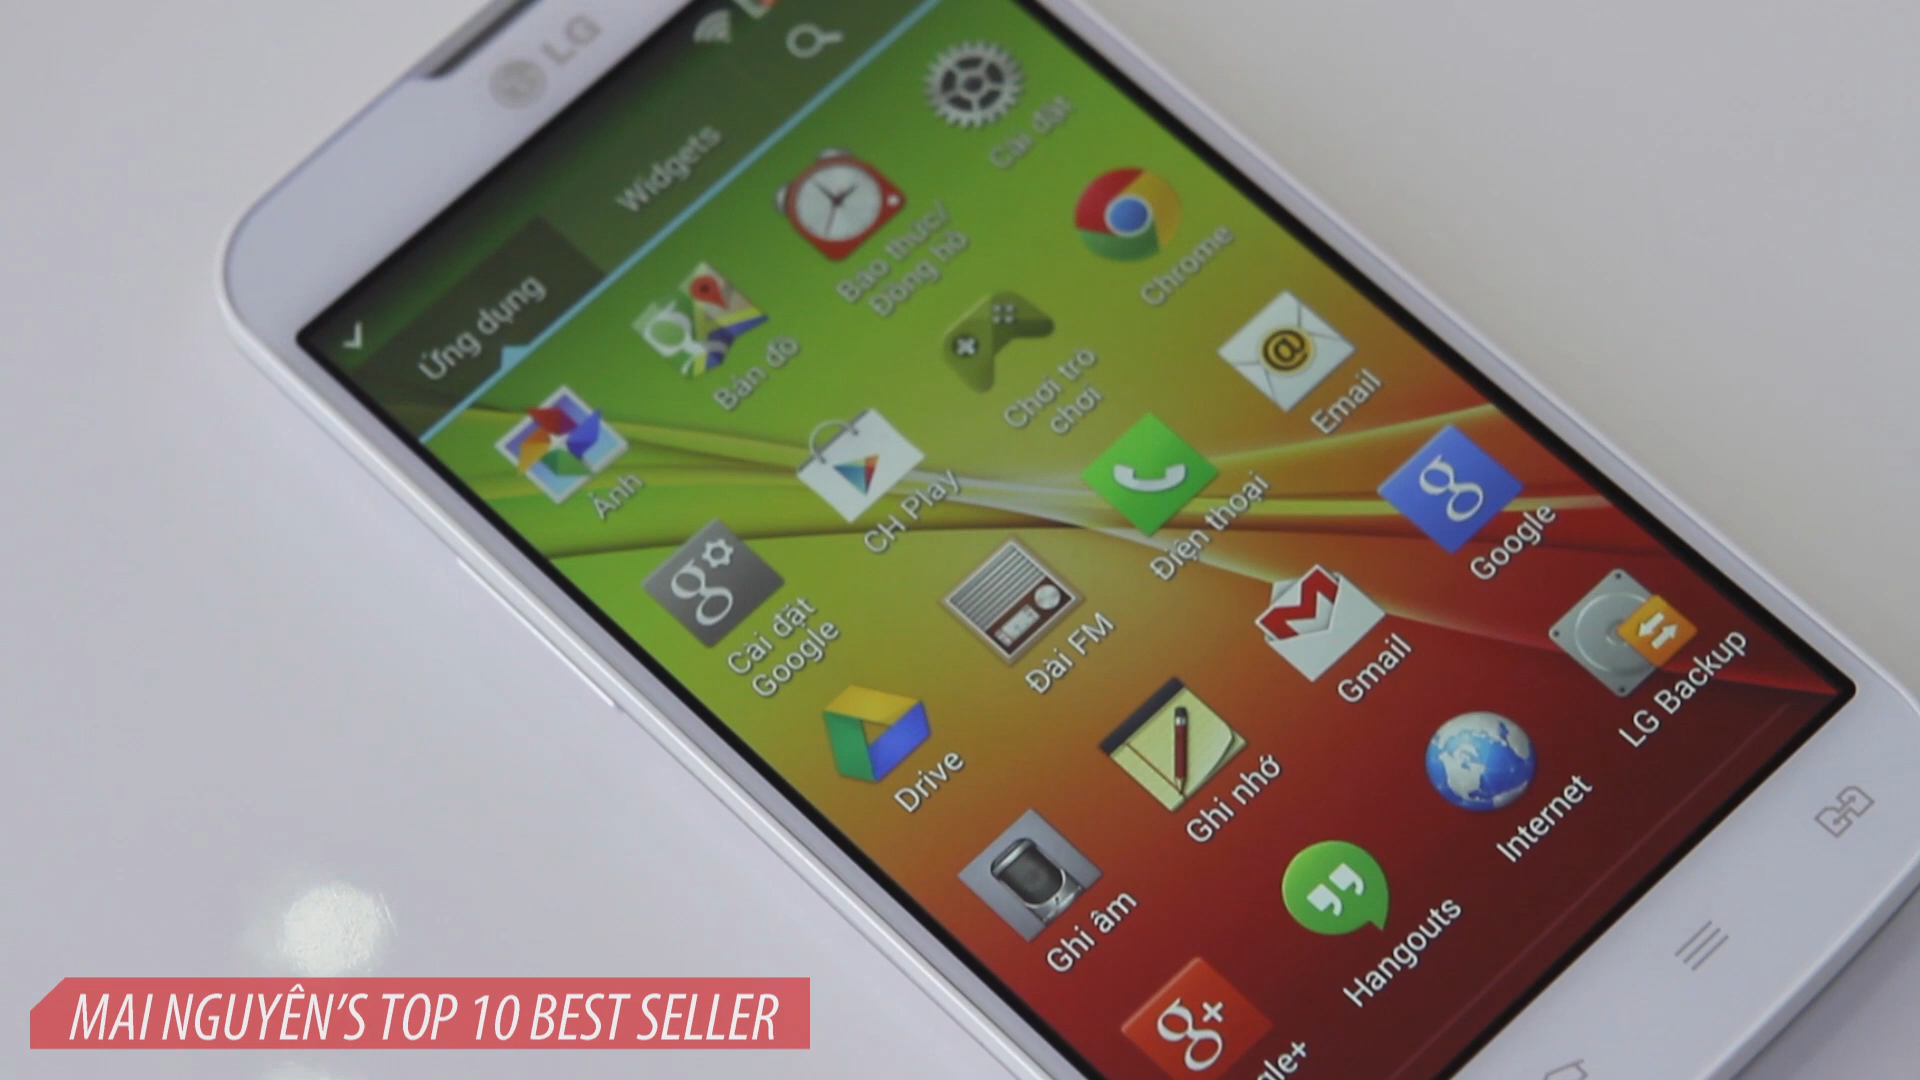 LG
Widgets
Ứng dụng
Ảnh
Bản đồ
Báo thức/
Đồng hồ
Cài đặt
Cài đặt
Google
CH Play
Chơi trò
chơi
Chrome
Drive
Đài FM
Điện thoại
Email
Ghi âm
Ghi nhớ
Gmail
Google
gle+
Hangouts
Internet
LG Backup
MAI NGUYÊN'S TOP 10 BEST SELLER